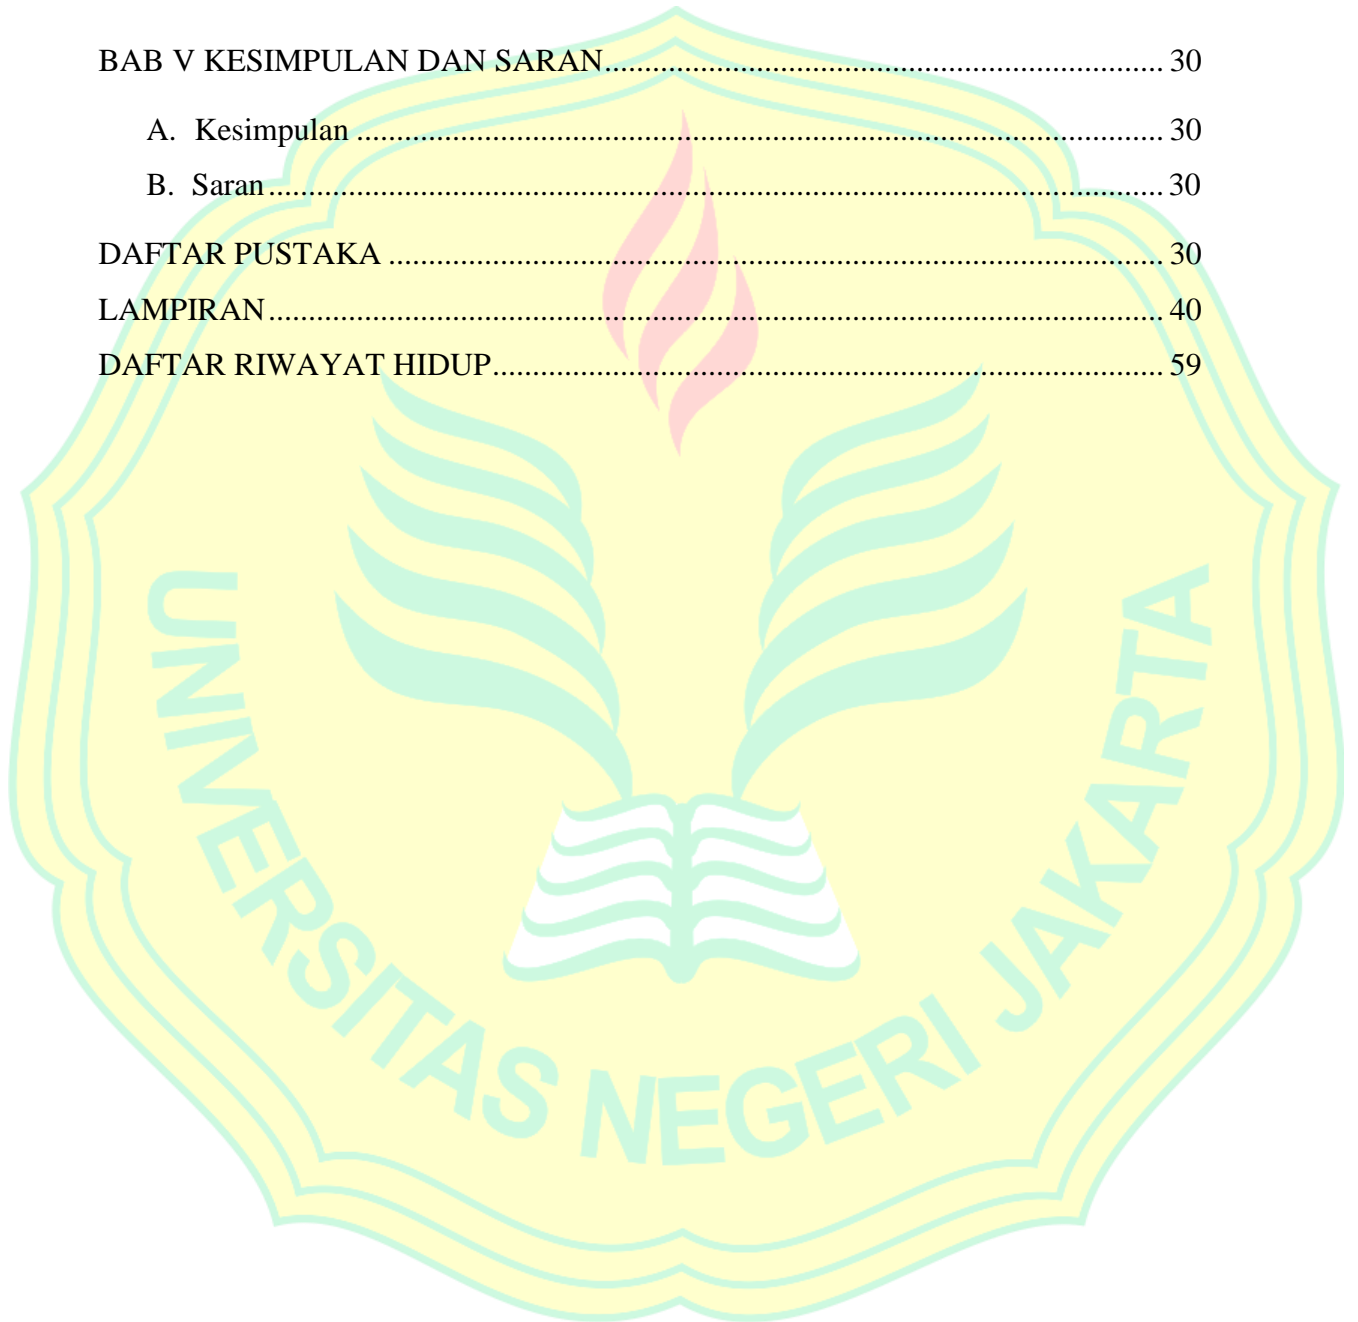 BAB V KESIMPULAN DAN SARAN...................................................................... 30
A. Kesimpulan ..................................................................................................... 30
B. Saran ................................................................................................................ 30
DAFTAR PUSTAKA ................................................................................................. 30
LAMPIRAN ................................................................................................................ 40
DAFTAR RIWAYAT HIDUP.................................................................................... 59
UNIVERSITAS NEGERI JAKARTA